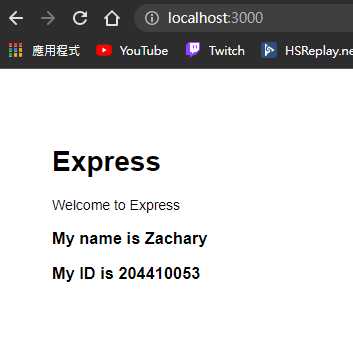 localhost:3000
應用程式 YouTube Twitch HSReplay.ne
Express
Welcome to Express
My name is Zachary
My ID is 204410053